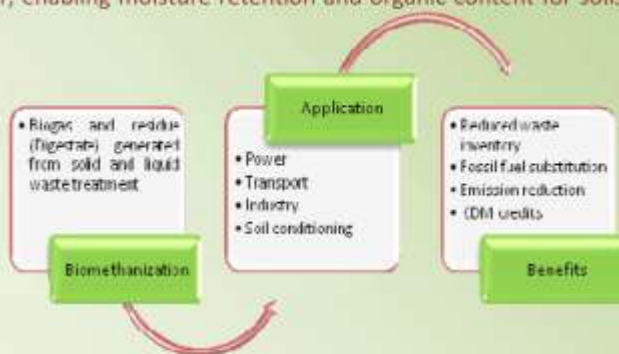 enabling moisture retention and organic content for soils
• Biogas and residue
(Digestate) generated
from solid and liquid
waste treatment
Biomethanization
Application
• Power
• Transport
• Industry
• Soil conditioning
• Reduced waste
inventory
• Fossil fuel substitution
• Emission reduction
• CDM credits
Benefits